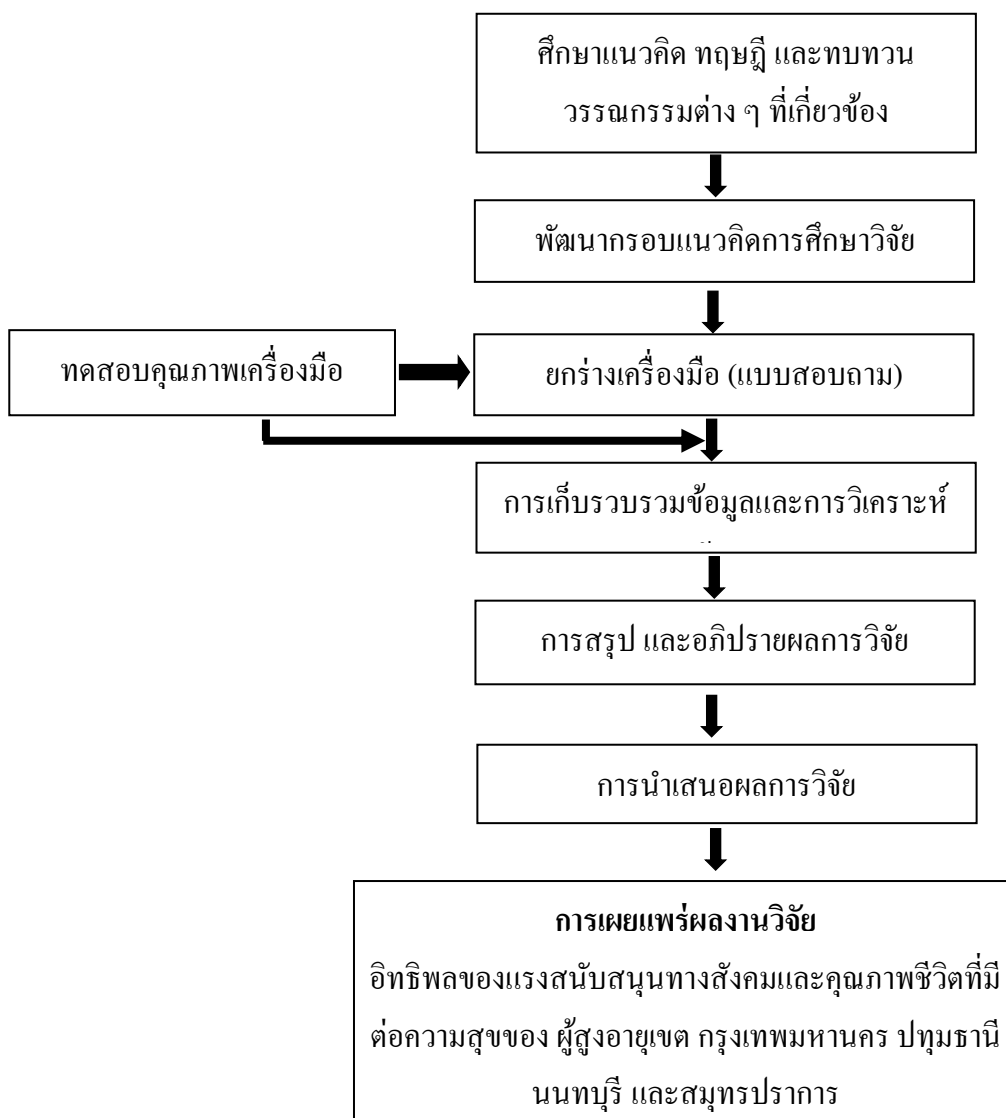 ศึกษาแนวคิด ทฤษฎี และทบทวน
วรรณกรรมต่าง ๆ ที่เกี่ยวข้อง
พัฒนากรอบแนวคิดการศึกษาวิจัย
ทดสอบคุณภาพเครื่องมือ
ยกร่างเครื่องมือ (แบบสอบถาม)
การเก็บรวบรวมข้อมูลและการวิเคราะห์
การสรุป และอภิปรายผลการวิจัย
การนำเสนอผลการวิจัย
การเผยแพร่ผลงานวิจัย
อิทธิพลของแรงสนับสนุนทางสังคมและคุณภาพชีวิตที่มี
ต่อความสุขของ ผู้สูงอายุเขต กรุงเทพมหานคร ปทุมธานี
นนทบุรี และสมุทรปราการ